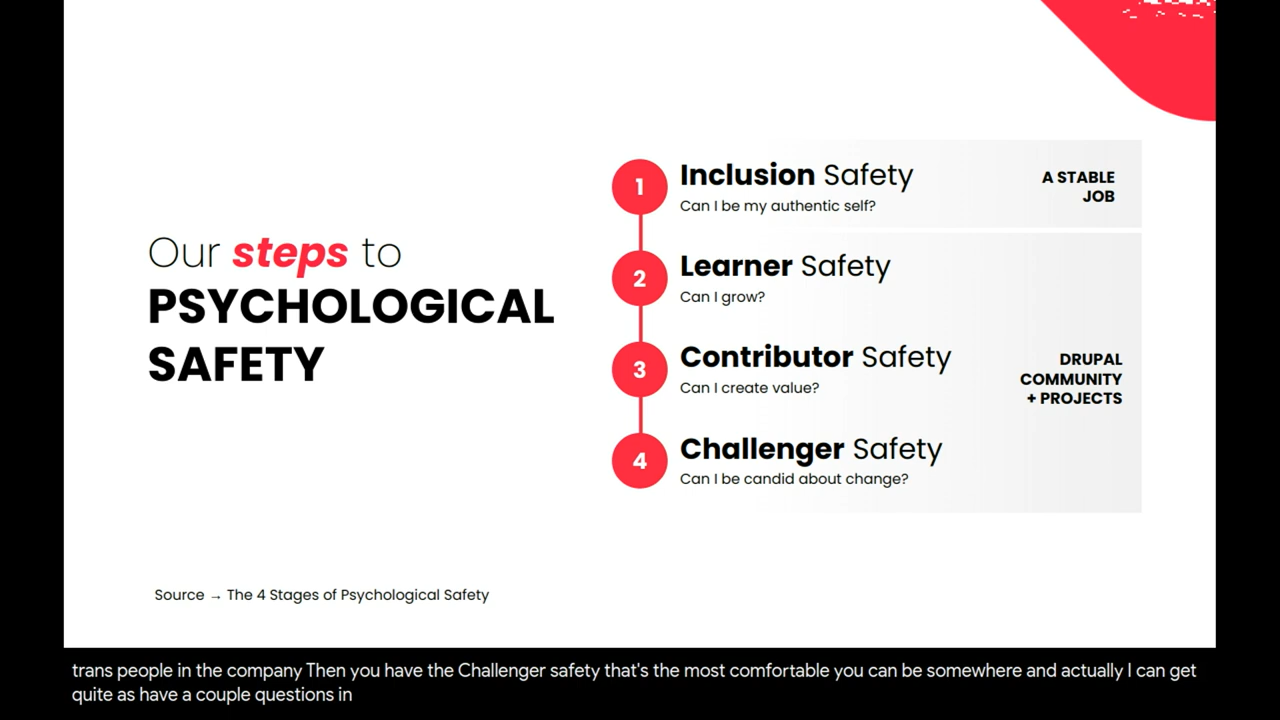 Our steps to
PSYCHOLOGICAL
SAFETY
1
Inclusion Safety
Can I be my authentic self?
A STABLE
JOB
2
Learner Safety
Can I grow?
3
Contributor Safety
Can I create value?
4
Challenger Safety
Can I be candid about change?
DRUPAL
COMMUNITY
+ PROJECTS
Source → The 4 Stages of Psychological Safety
trans people in the company Then you have the Challenger safety that's the most comfortable you can be somewhere and actually I can get
quite as have a couple questions in